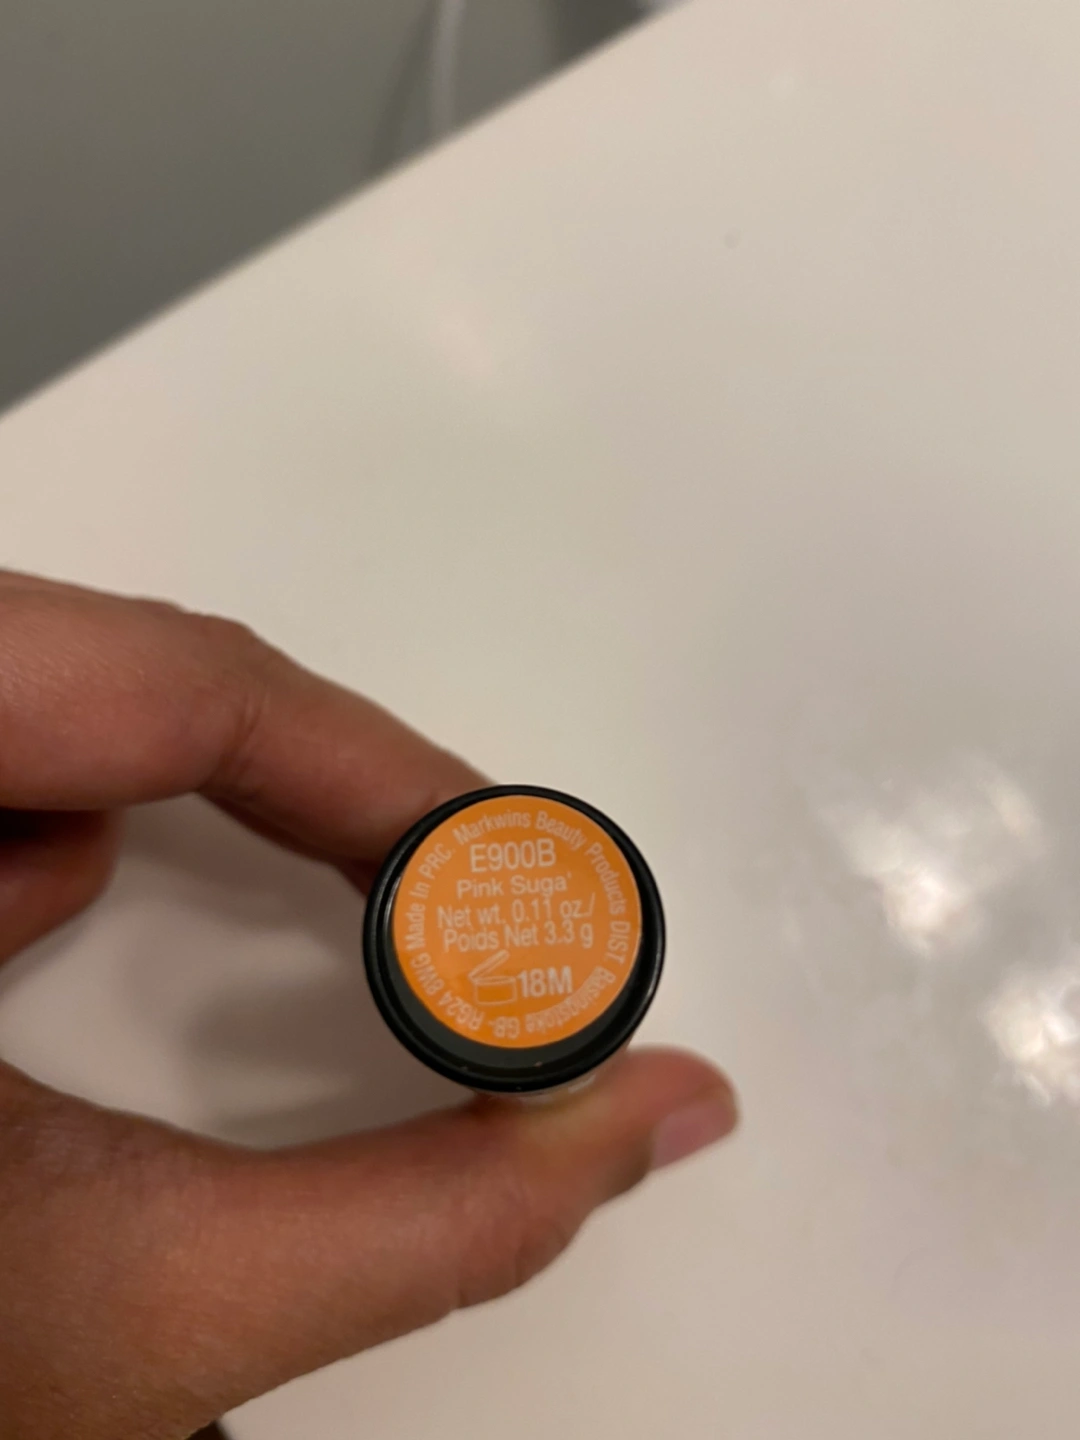 E900B
Pink Suga'
Net wt. 0.11 oz./
Poids Net 3.3 g
18M
Markwins Beauty Products DIST. Basingstoke GB- RG24 8WG Made In PRC.